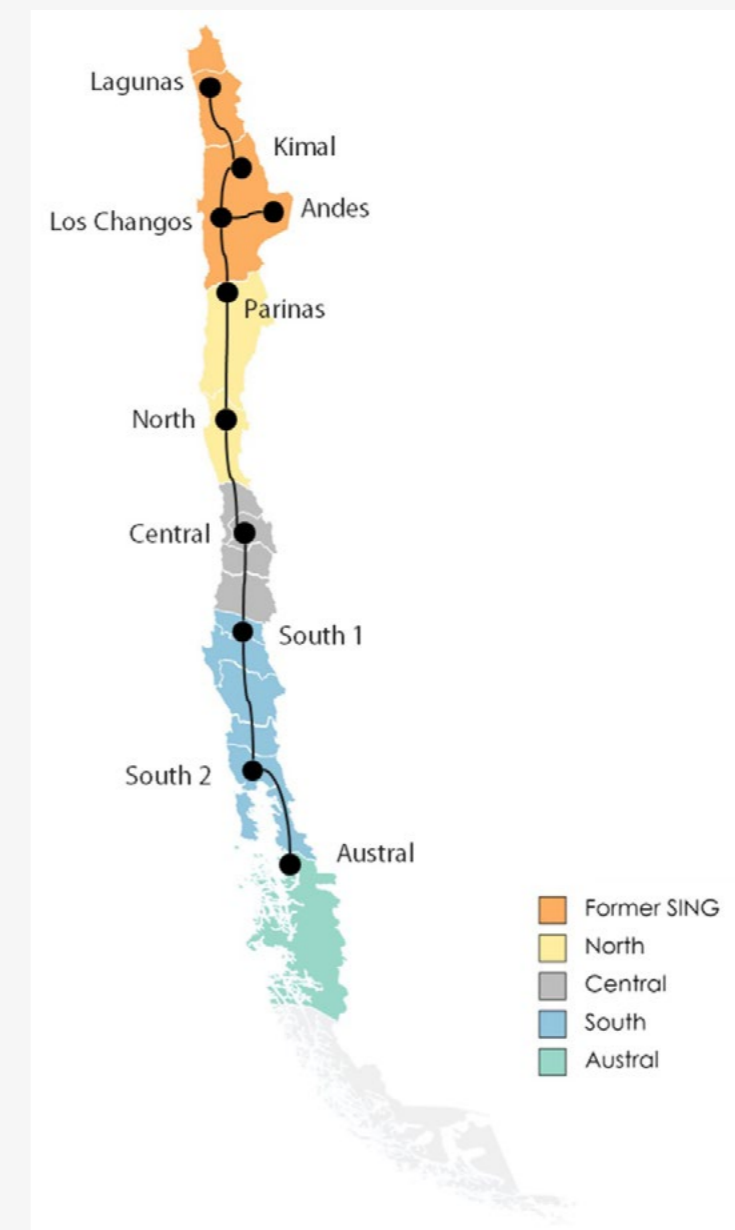 Lagunas
Kimal
Andes
Los Changos
Parinas
North
Central
South 1
South 2
Austral
Former SING
North
Central
South
Austral